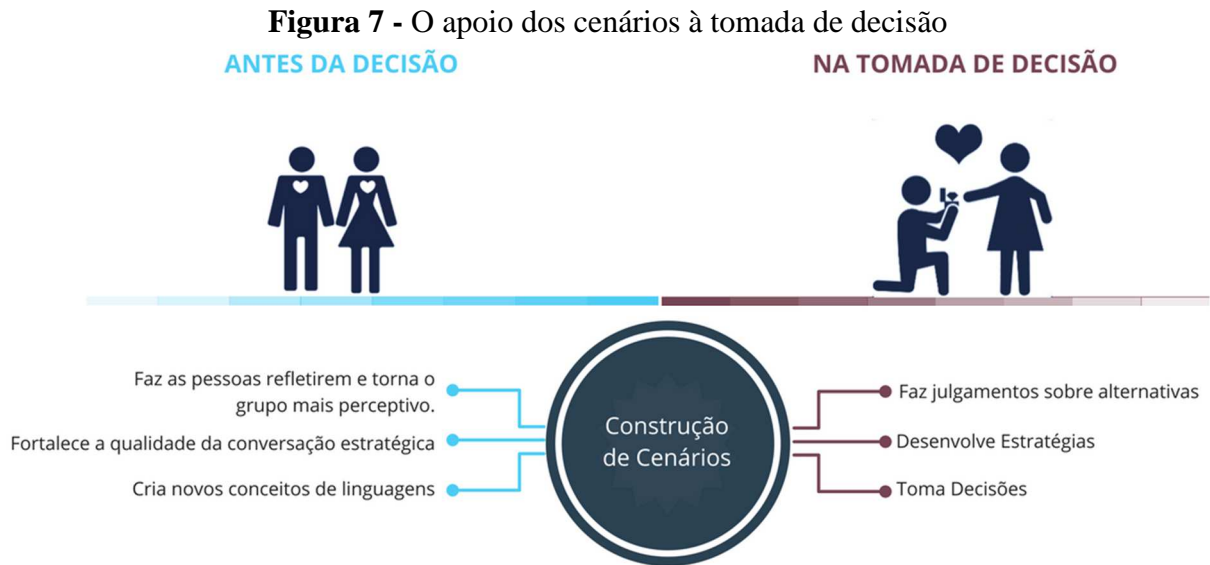 Figura 7 - O apoio dos cenários à tomada de decisão
ANTES DA DECISÃO
NA TOMADA DE DECISÃO
Faz as pessoas refletirem e torna o
grupo mais perceptivo.
Fortalece a qualidade da conversação estratégica
Cria novos conceitos de linguagens
Construção
de Cenários
Faz julgamentos sobre alternativas
Desenvolve Estratégias
Toma Decisões